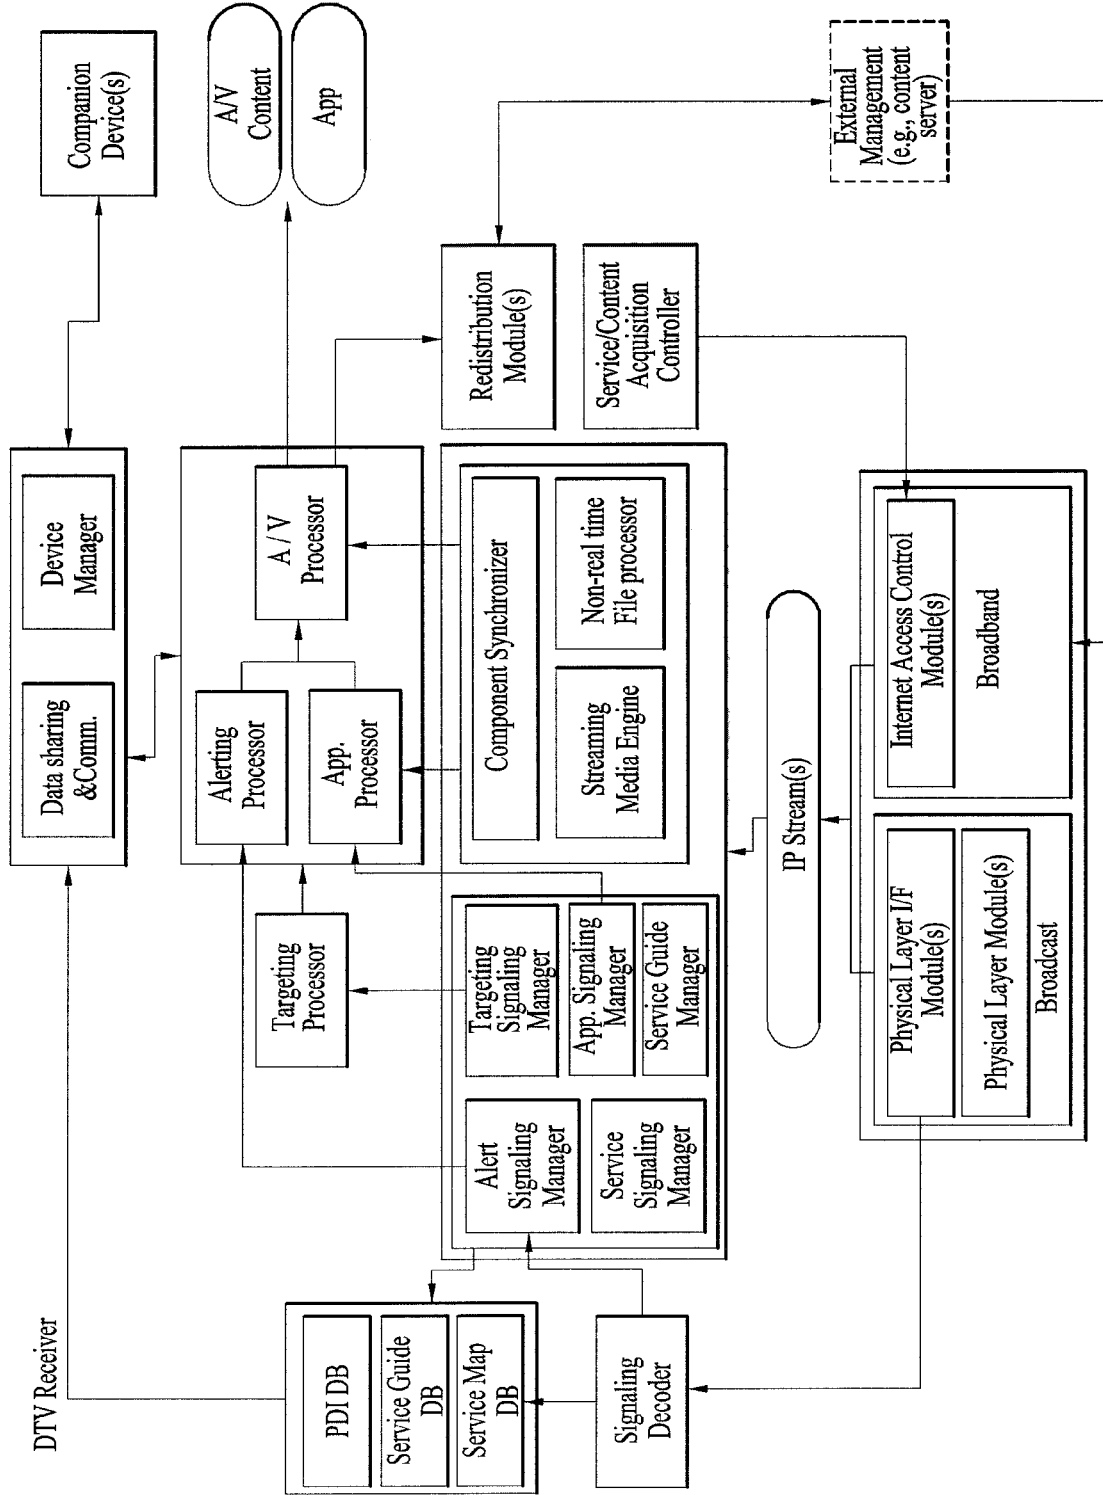 DTV Receiver
PDI DB
Service Guide
DB
Service Map
DB
Signaling
Decoder
Data sharing
&Comm.
Device
Manager
Companion
Device(s)
Targeting
Processor
Alerting
Processor
App.
Processor
A / V
Processor
A/V
Content
App
Alert
Signaling
Manager
Service
Signaling
Manager
Targeting
Signaling
Manager
App. Signaling
Manager
Service Guide
Manager
Component Synchronizer
Streaming
Media Engine
Non-real time
File processor
Redistribution
Module(s)
Service/Content
Acquisition
Controller
External
Management
(e.g., content
server)
IP Stream(s)
Physical Layer I/F
Module(s)
Physical Layer Module(s)
Broadcast
Internet Access Control
Module(s)
Broadband